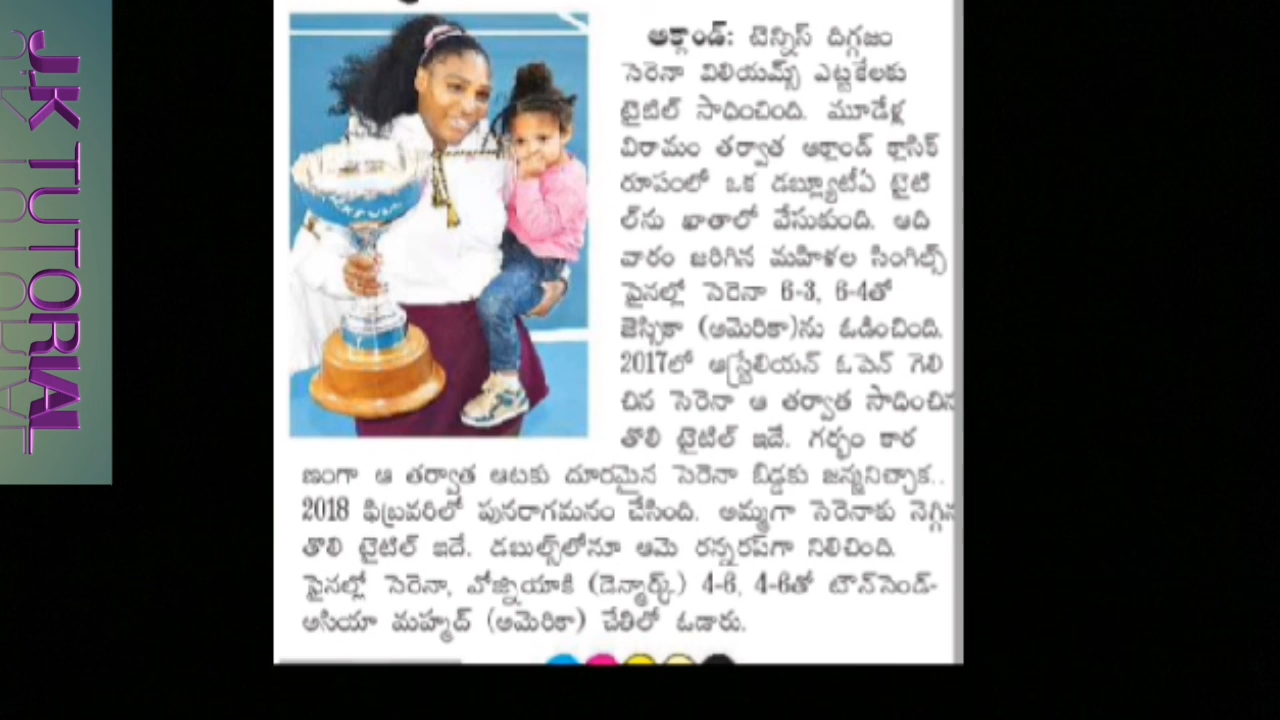 J.K TUTORIAL
ఆక్లాండ్: టెన్నిస్ దిగ్గజం
సెరెనా విలియమ్స్ ఎట్టకేలకు
టైటిల్ సాధించింది. మూడేళ్ల
విరామం తర్వాత ఆక్లాండ్ క్లాసిక్
రూపంలో ఒక డబ్ల్యూటీఏ టైటి
ల్‌ను ఖాతాలో వేసుకుంది. ఆది
వారం జరిగిన మహిళల సింగిల్స్
ఫైనల్లో సెరెనా 6-3, 6-4తో
జెస్సికా (అమెరికా)ను ఓడించింది.
2017లో ఆస్ట్రేలియన్ ఓపెన్ గెలి
చిన సెరెనా ఆ తర్వాత సాధించిన
తొలి టైటిల్ ఇదే. గర్భం కార
ణంగా ఆ తర్వాత ఆటకు దూరమైన సెరెనా బిడ్డకు జన్మనిచ్చాక..
2018 ఫిబ్రవరిలో పునరాగమనం చేసింది. అమ్మగా సెరెనాకు నెగ్గిన
తొలి టైటిల్ ఇదే. డబుల్స్‌లోనూ ఆమె రన్నరప్‌గా నిలిచింది.
ఫైనల్లో సెరెనా, వోజ్నియాకి (డెన్మార్క్) 4-6, 4-6తో టౌన్‌సెండ్-
అసియా మహ్మద్ (అమెరికా) చేతిలో ఓడారు.